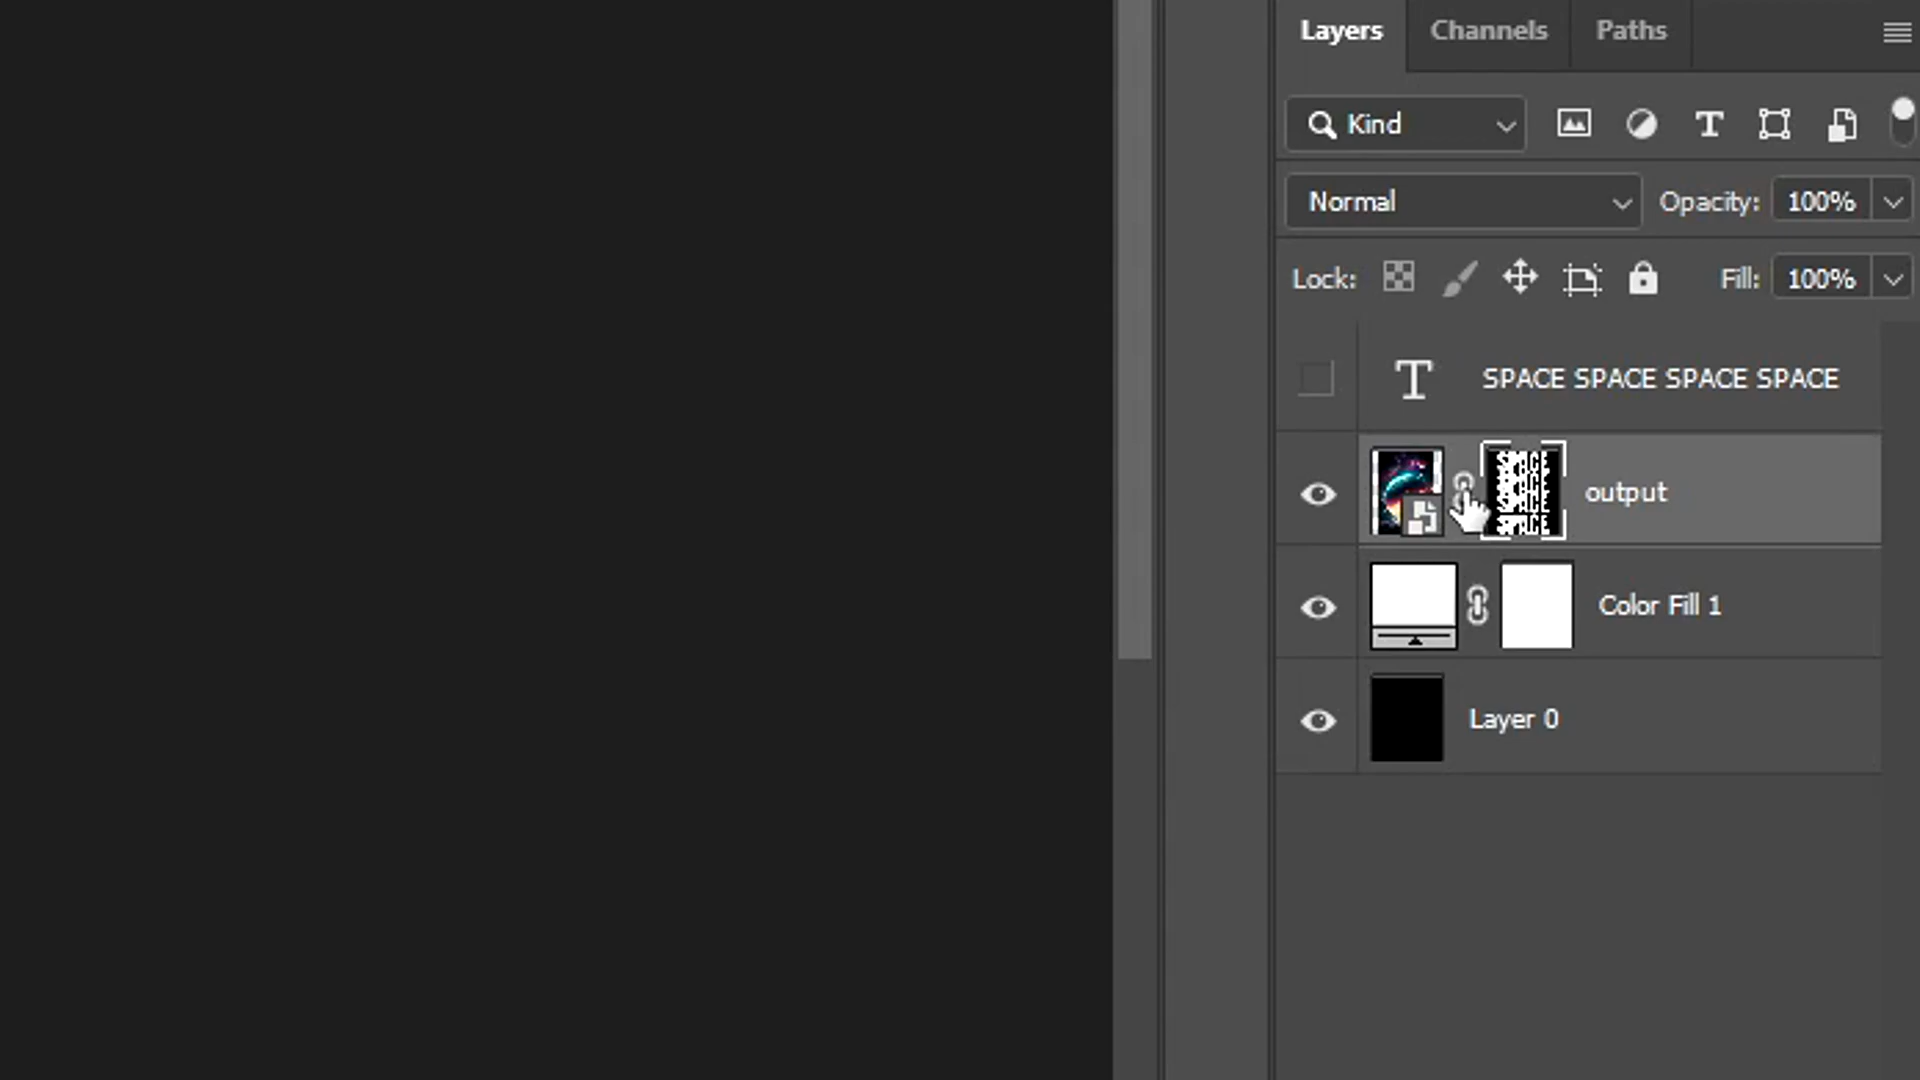 Layers Channels Paths
Kind
Normal Opacity: 100%
Lock: Fill: 100%
SPACE SPACE SPACE SPACE
output
Color Fill 1
Layer 0